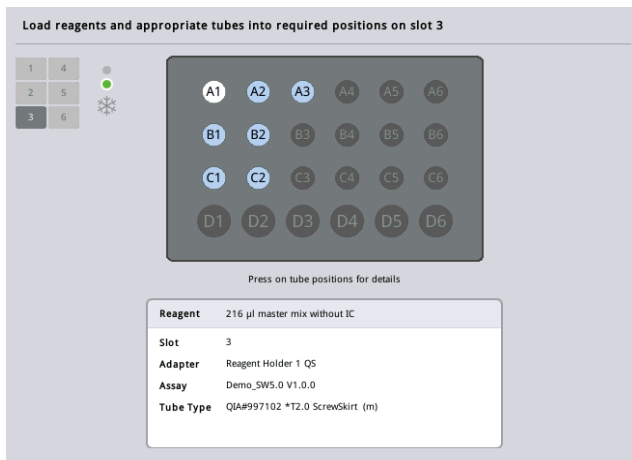 Load reagents and appropriate tubes into required positions on slot 3
1 4
2 5
3 6
A1 A2 A3 A4 A5 A6
B1 B2 B3 B4 B5 B6
C1 C2 C3 C4 C5 C6
D1 D2 D3 D4 D5 D6
Press on tube positions for details
Reagent 216 µl master mix without IC
Slot 3
Adapter Reagent Holder 1 QS
Assay Demo_SW5.0 V1.0.0
Tube Type QIA#997102 *T2.0 ScrewSkirt (m)